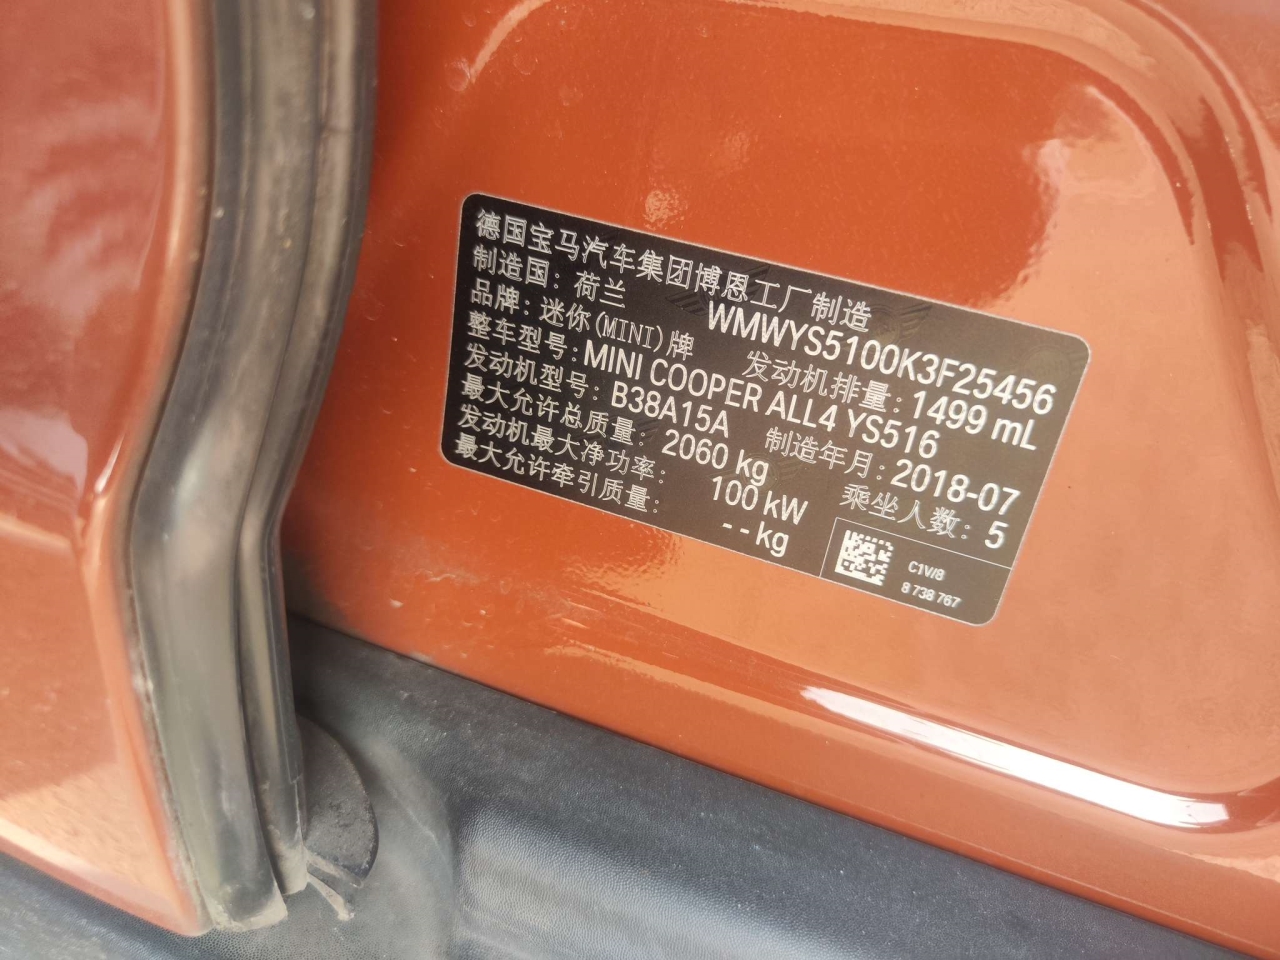 德国宝马汽车集团博恩工厂制造
制造国：荷兰 WMWYS5100K3F25456
品牌：迷你(MINI)牌 发动机排量：1499 mL
整车型号：MINI COOPER ALL4 YS516
发动机型号：B38A15A 制造年月：2018-07
最大允许总质量：2060 kg 乘坐人数：5
发动机最大净功率：100 kW
最大允许牵引质量：--kg
C1V/8
8 738 767